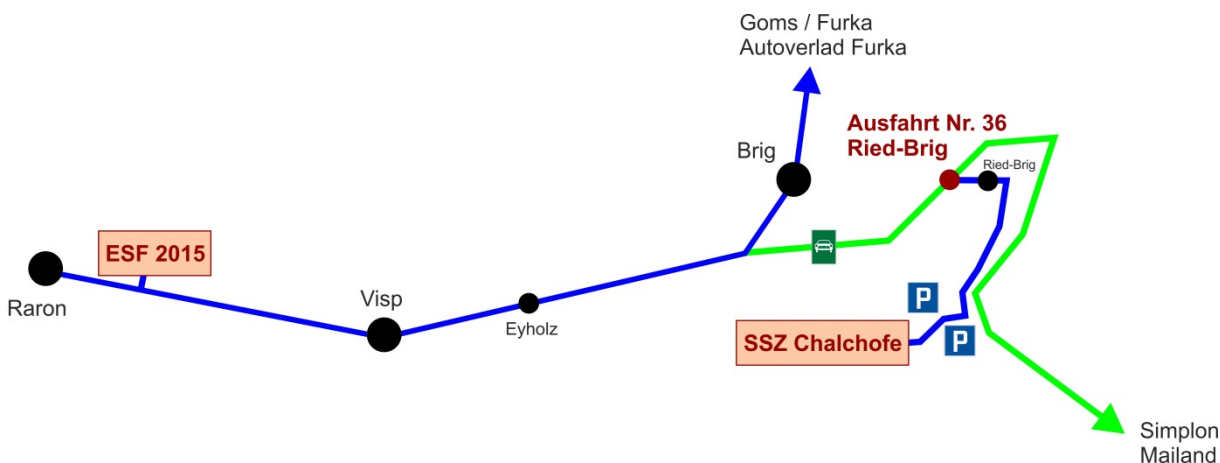 Goms / Furka
Autoverlad Furka
Ausfahrt Nr. 36
Ried-Brig
Brig
Ried-Brig
ESF 2015
Raron
Visp
Eyholz
P
P
SSZ Chalchofe
Simplon
Mailand